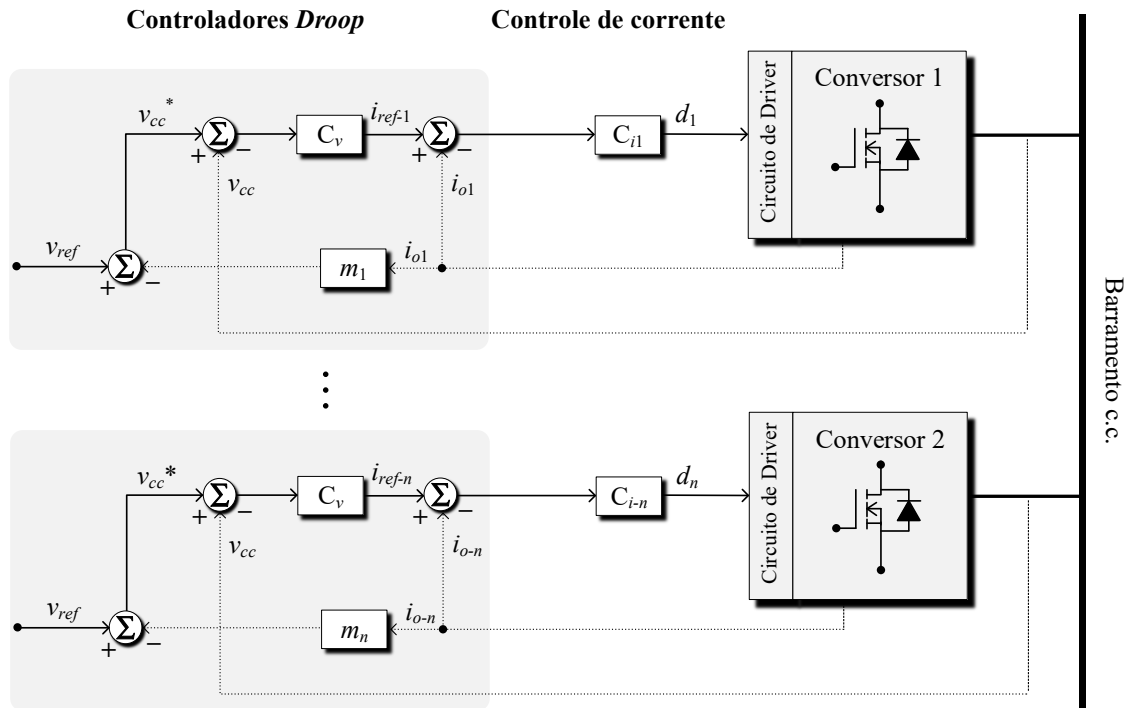 Controladores Droop
Controle de corrente
v_cc*
i_ref-1
d_1
Circuito de Driver
Conversor 1
Σ
C_v
Σ
C_i1
+ −
+ −
v_cc
i_o1
v_ref
Σ
m_1
i_o1
+ −
Barramento c.c.
v_cc*
i_ref-n
d_n
Circuito de Driver
Conversor 2
Σ
C_v
Σ
C_i-n
+ −
+ −
v_cc
i_o-n
v_ref
Σ
m_n
i_o-n
+ −